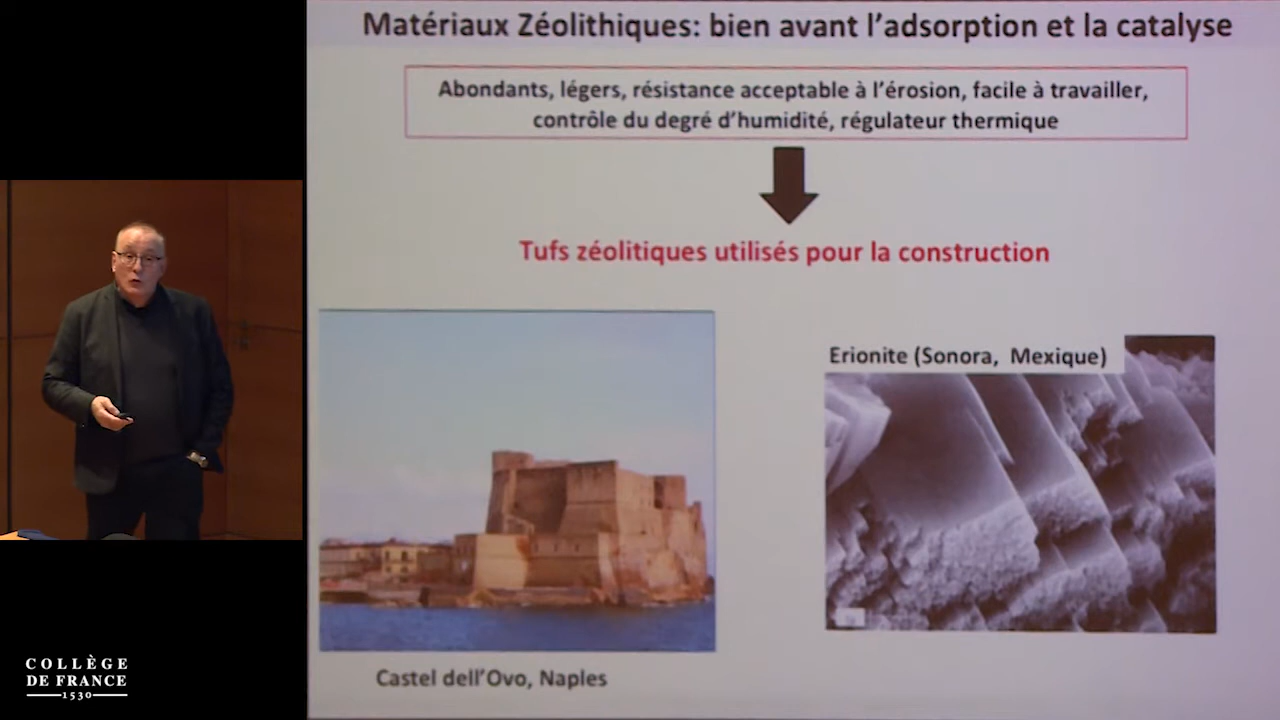 Matériaux Zéolithiques: bien avant l'adsorption et la catalyse
Abondants, légers, résistance acceptable à l'érosion, facile à travailler,
contrôle du degré d'humidité, régulateur thermique
Tufs zéolitiques utilisés pour la construction
Erionite (Sonora, Mexique)
Castel dell'Ovo, Naples
COLLÈGE
DE FRANCE
1530